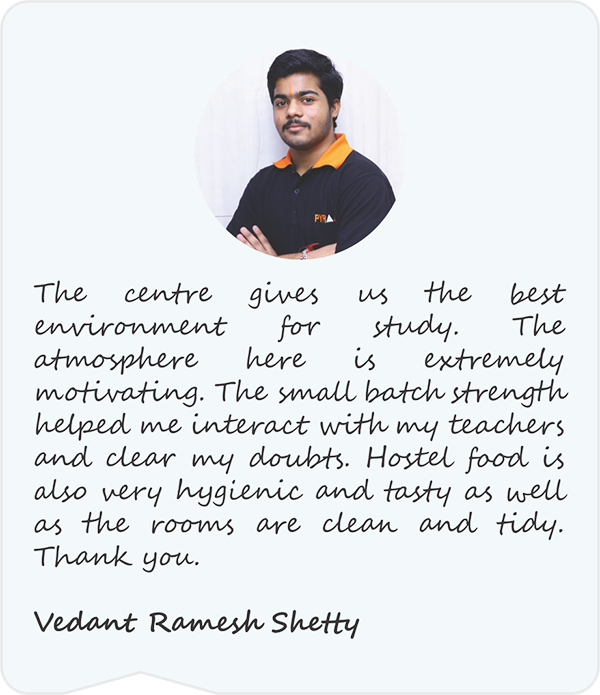 PYRA
The centre gives us the best
environment for study. The
atmosphere here is extremely
motivating. The small batch strength
helped me interact with my teachers
and clear my doubts. Hostel food is
also very hygienic and tasty as well
as the rooms are clean and tidy.
Thank you.
Vedant Ramesh Shetty